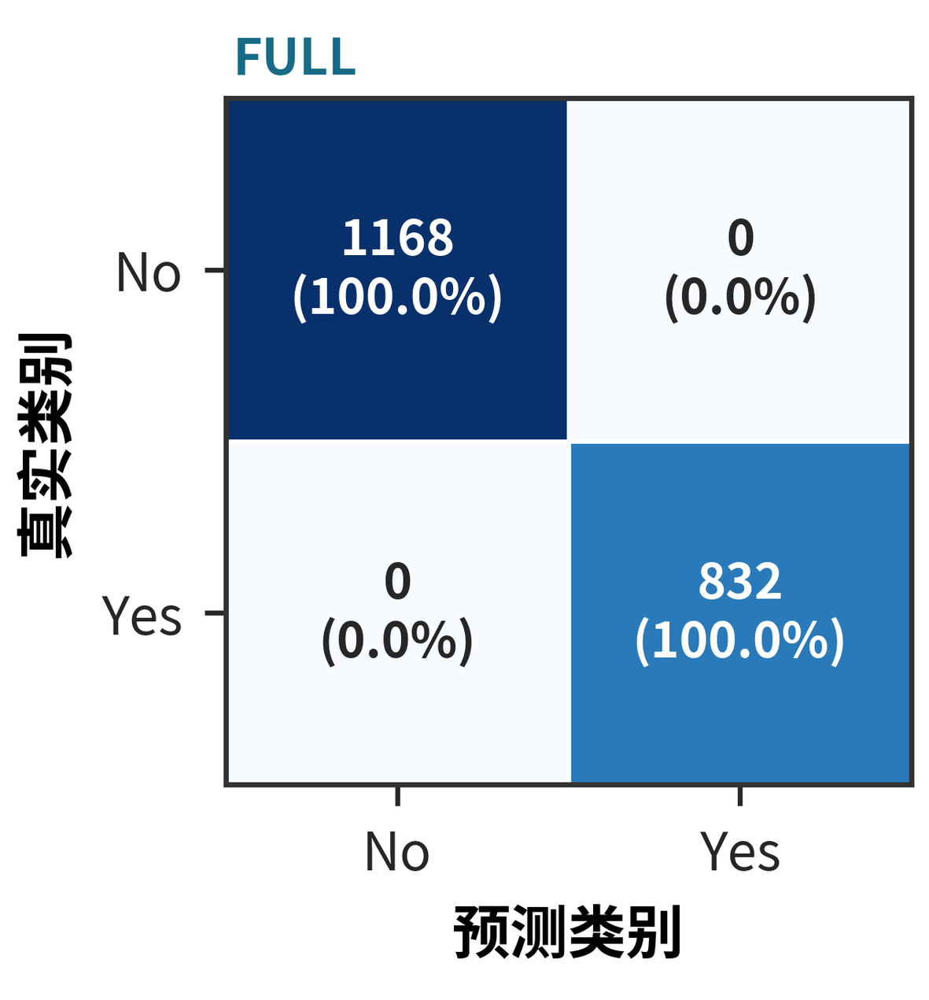 FULL
1168
(100.0%)
0
(0.0%)
No
真实类别
0
(0.0%)
832
(100.0%)
Yes
No
Yes
预测类别